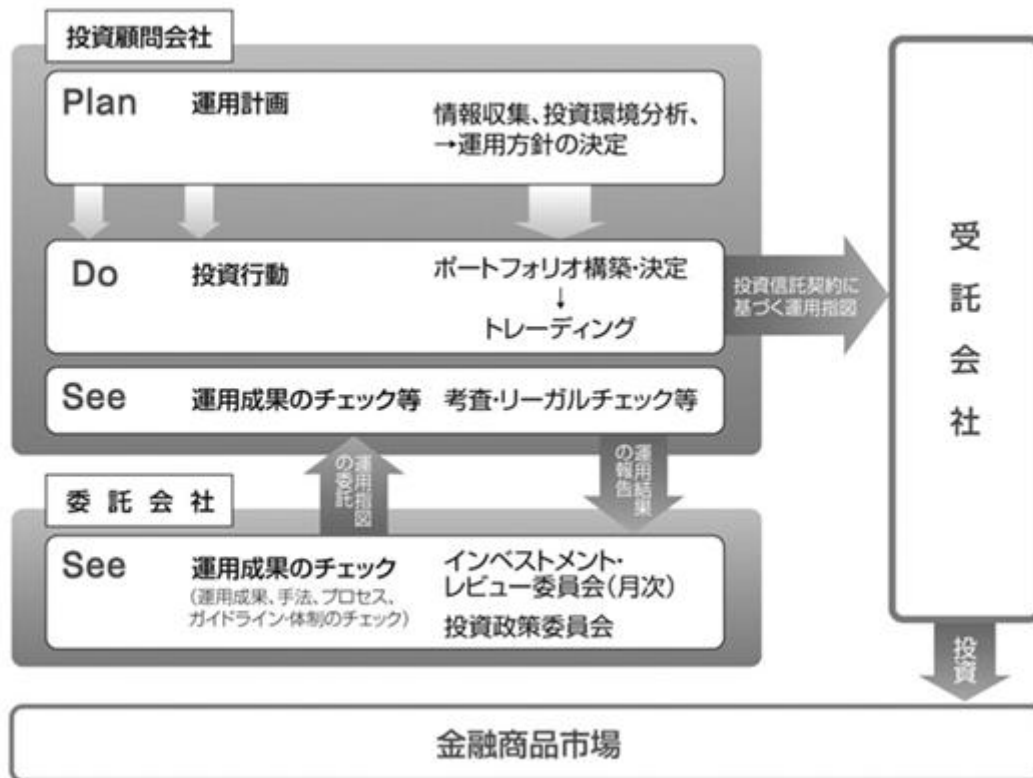 投資顧問会社
Plan 運用計画 情報収集、投資環境分析、
→運用方針の決定
Do 投資行動 ポートフォリオ構築・決定
↓
トレーディング
投資信託契約に
基づく運用指図
See 運用成果のチェック等 考査・リーガルチェック等
運用指図
の委託
運用結果
の報告
委託会社
See 運用成果のチェック
(運用成果、手法、プロセス、
ガイドライン・体制のチェック)
インベストメント・
レビュー委員会(月次)
投資政策委員会
受託会社
投資
金融商品市場